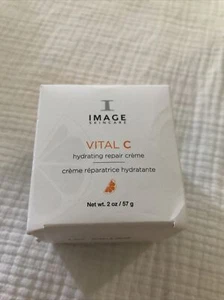 I
IMAGE
SKINCARE
VITAL C
hydrating repair crème
crème réparatrice hydratante
Net wt. 2 oz / 57 g